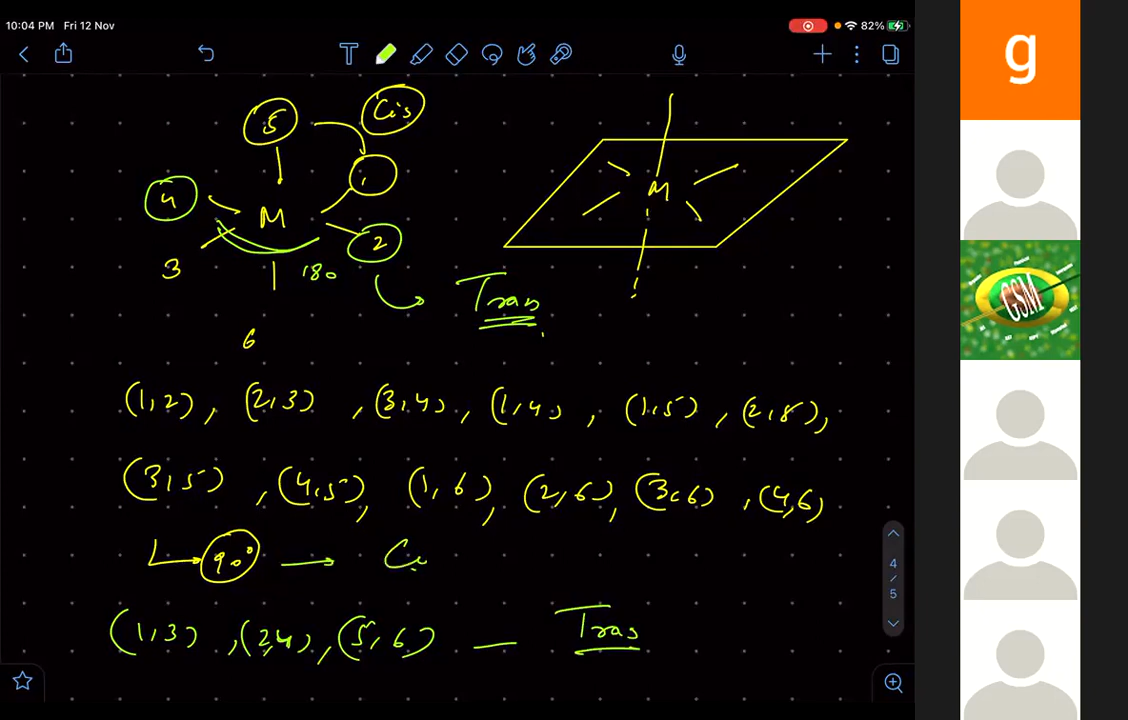 10:04 PM Fri 12 Nov
82%
g
T
5
Cis
1
4
M
2
3
180
6
M
Trans
GSM
(1,2), (2,3), (3,4), (1,4), (1,5), (2,5),
(3,5), (4,5), (1,6), (2,6), (3,6), (4,6)
90°
(1,3), (2,4), (5,6) — Tras
4
/
5